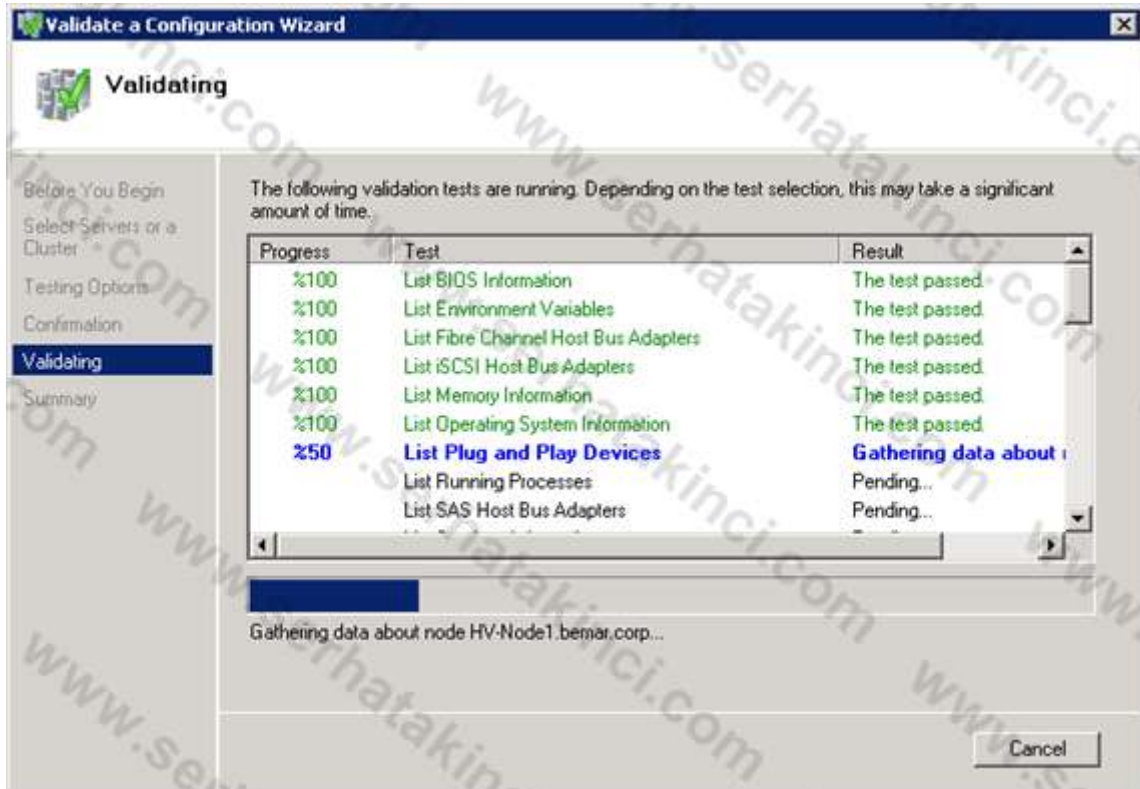 Validate a Configuration Wizard
Validating
Before You Begin
Select Servers or a
Cluster
Testing Options
Confirmation
Validating
Summary
The following validation tests are running. Depending on the test selection, this may take a significant
amount of time.
Progress Test Result
%100 List BIOS Information The test passed.
%100 List Environment Variables The test passed.
%100 List Fibre Channel Host Bus Adapters The test passed.
%100 List iSCSI Host Bus Adapters The test passed.
%100 List Memory Information The test passed.
%100 List Operating System Information The test passed.
%50 List Plug and Play Devices Gathering data about
List Running Processes Pending...
List SAS Host Bus Adapters Pending...
Gathering data about node HV-Node1.bemar.corp...
Cancel
www.serhatakinci.com